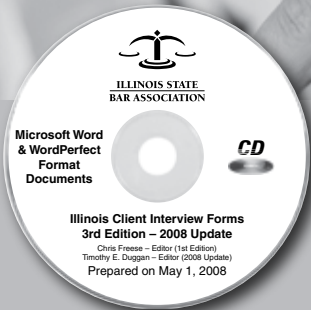 ILLINOIS STATE
BAR ASSOCIATION
Microsoft Word
& WordPerfect
Format
Documents
CD
Illinois Client Interview Forms
3rd Edition – 2008 Update
Chris Freese – Editor (1st Edition)
Timothy E. Duggan – Editor (2008 Update)
Prepared on May 1, 2008